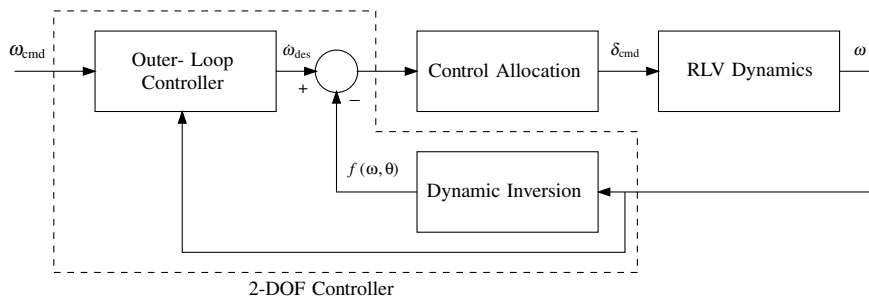 ω_cmd
Outer- Loop
Controller
ω̇_des
+
−
Control Allocation
δ_cmd
RLV Dynamics
ω
f (ω, θ)
Dynamic Inversion
2-DOF Controller